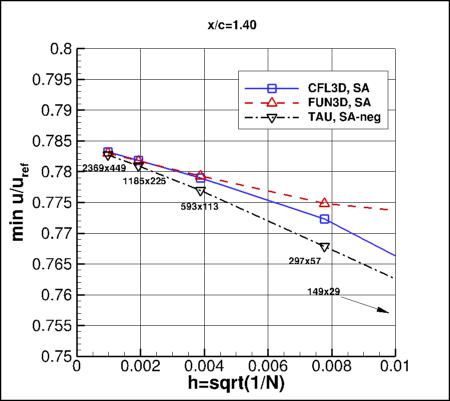 x/c=1.40
min u/uref
0.8
0.795
0.79
0.785
0.78
0.775
0.77
0.765
0.76
0.755
0.75
CFL3D, SA
FUN3D, SA
TAU, SA-neg
2369x449
1185x225
593x113
297x57
149x29
0
0.002
0.004
0.006
0.008
0.01
h=sqrt(1/N)